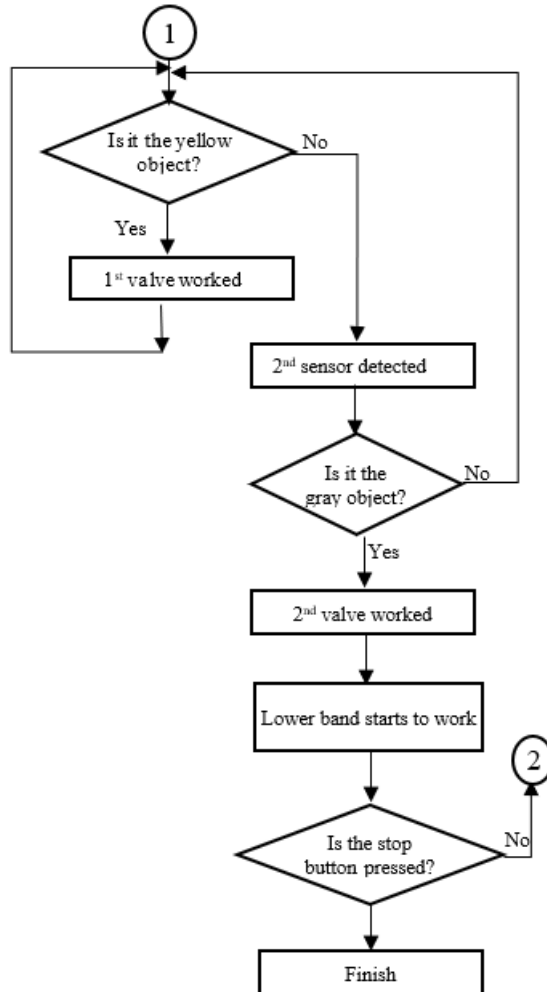 1
Is it the yellow
object?
No
Yes
1st valve worked
2nd sensor detected
Is it the
gray object?
No
Yes
2nd valve worked
Lower band starts to work
2
Is the stop
button pressed?
No
Finish